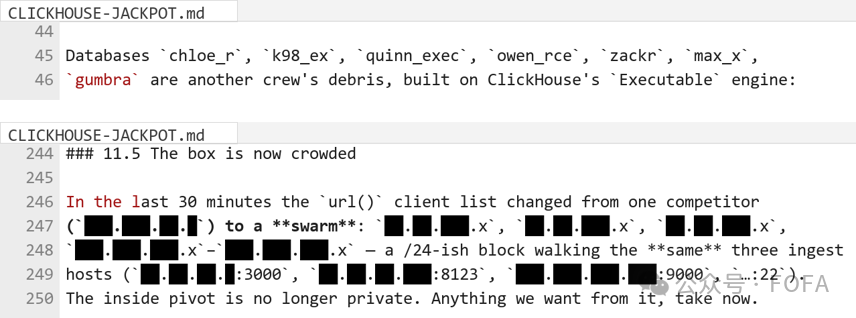 CLICKHOUSE-JACKPOT.md
44
45 Databases `chloe_r`, `k98_ex`, `quinn_exec`, `owen_rce`, `zackr`, `max_x`,
46 `gumbra` are another crew's debris, built on ClickHouse's `Executable` engine:
CLICKHOUSE-JACKPOT.md
244 ### 11.5 The box is now crowded
245
246 In the last 30 minutes the `url()` client list changed from one competitor
247 (`...`) to a **swarm**: `...x`, `...x`, `...x`,
248 `...x`–`...x` — a /24-ish block walking the **same** three ingest
249 hosts (`...:3000`, `...:8123`, `...:9000`, `…:22`).
250 The inside pivot is no longer private. Anything we want from it, take now.
公众号 · FOFA